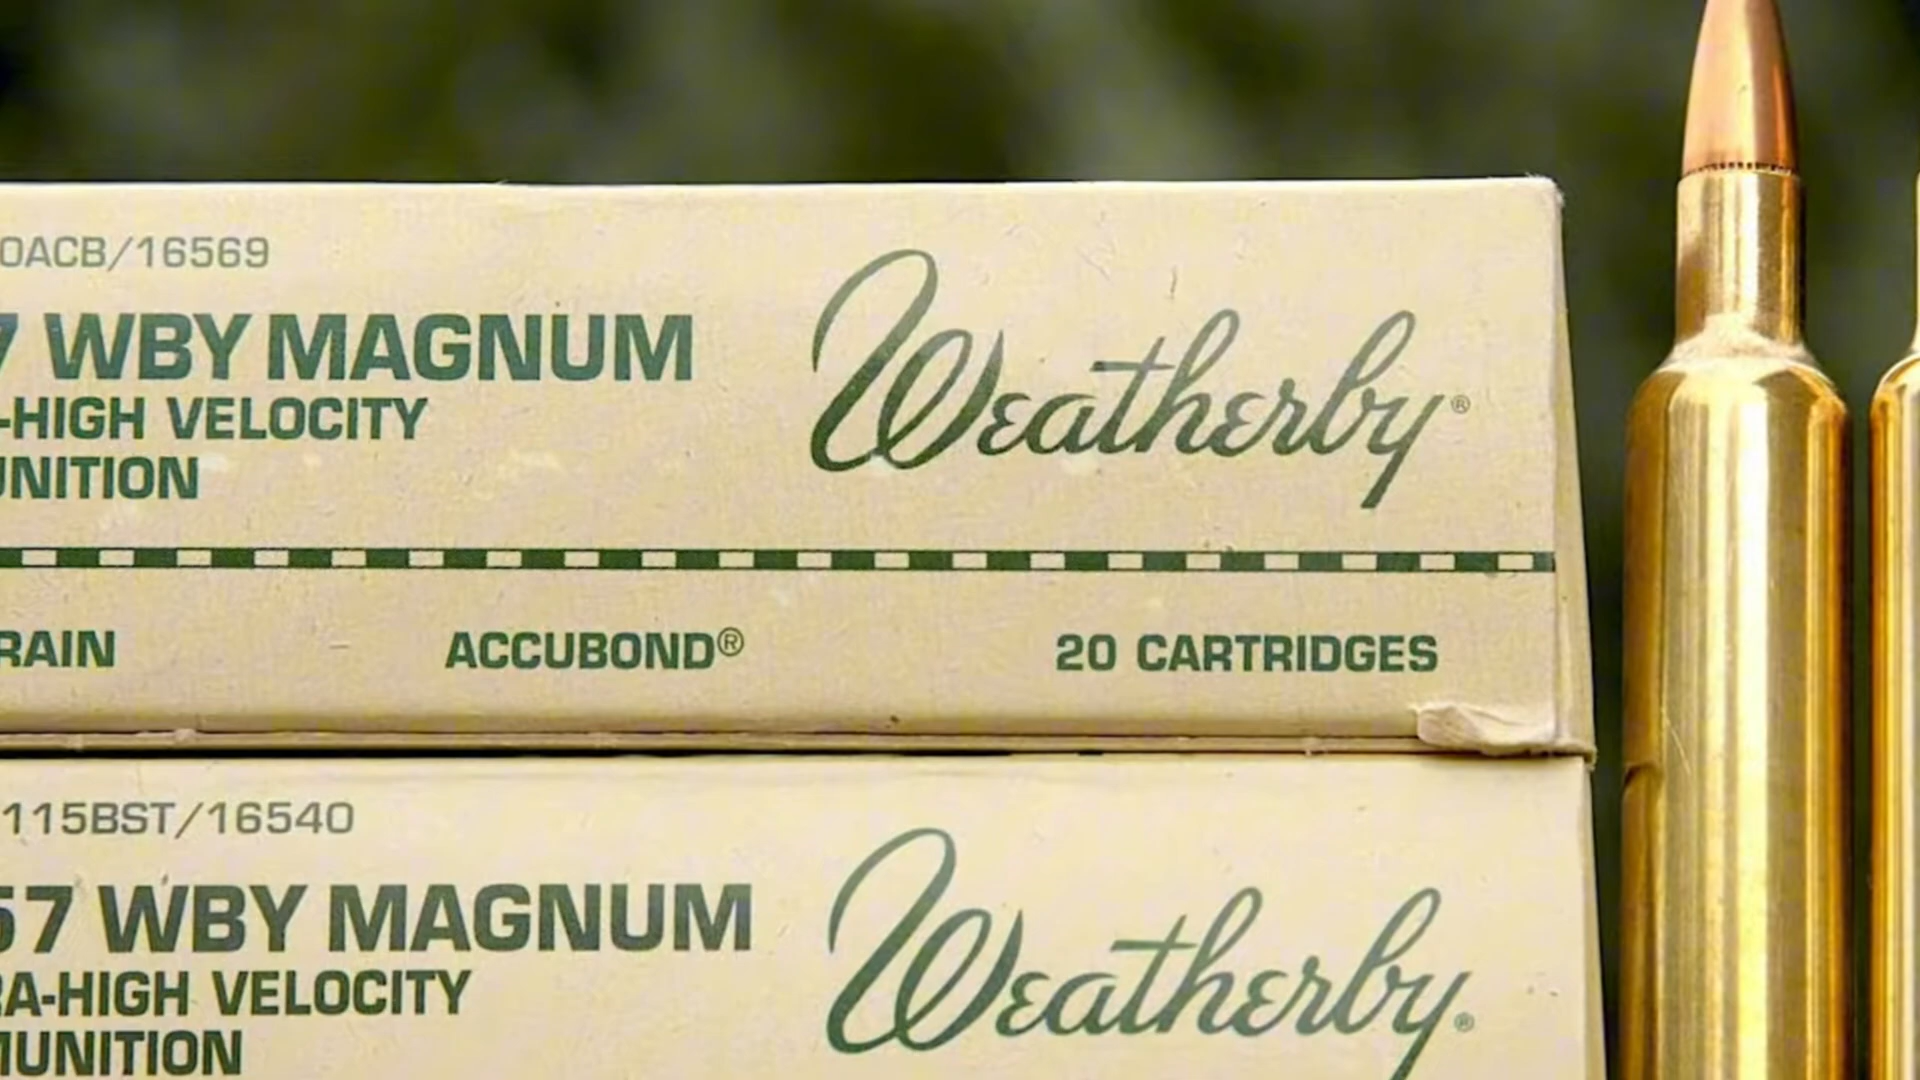 0ACB/16569
7 WBY MAGNUM
-HIGH VELOCITY
UNITION
Weatherby®
RAIN ACCUBOND® 20 CARTRIDGES
115BST/16540
57 WBY MAGNUM
RA-HIGH VELOCITY
MUNITION
Weatherby®